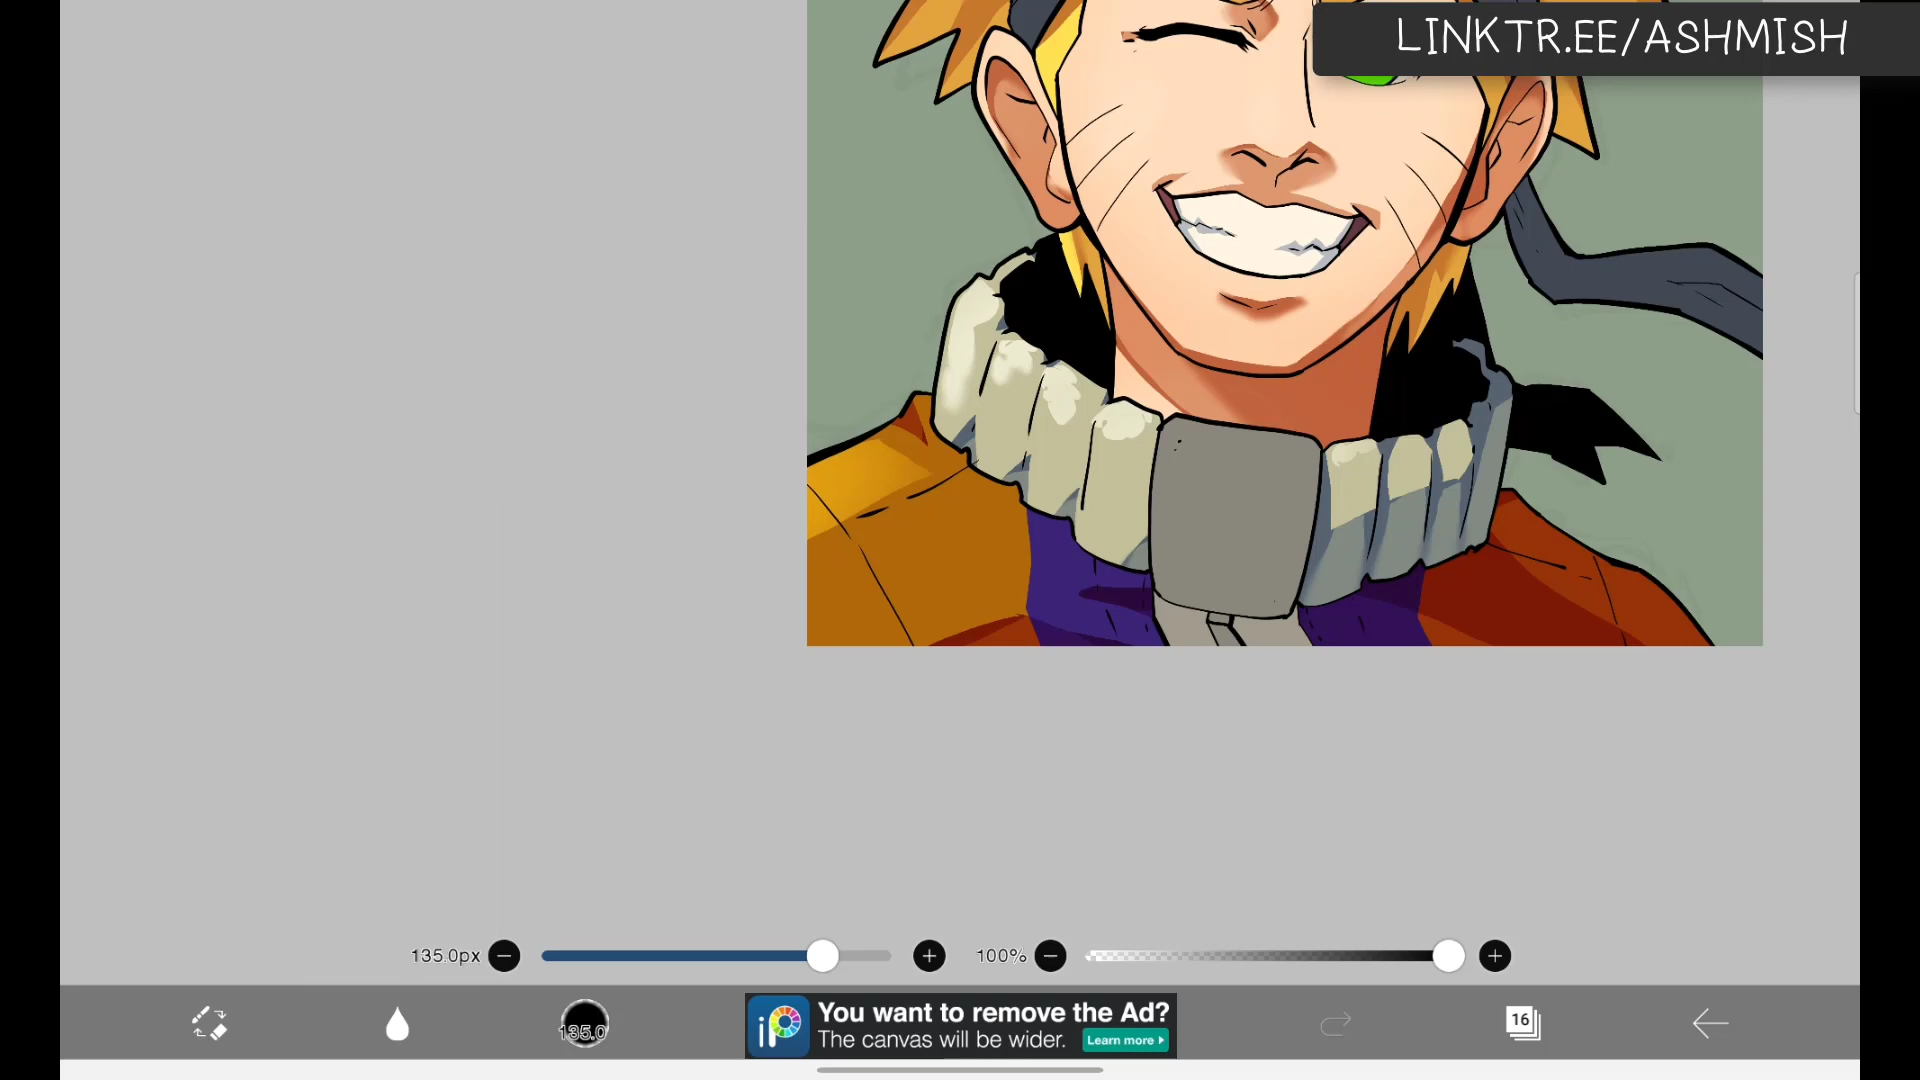 LINKTR.EE/ASHMISH
135.0px
100%
135.0
iP
You want to remove the Ad?
The canvas will be wider.
Learn more
16